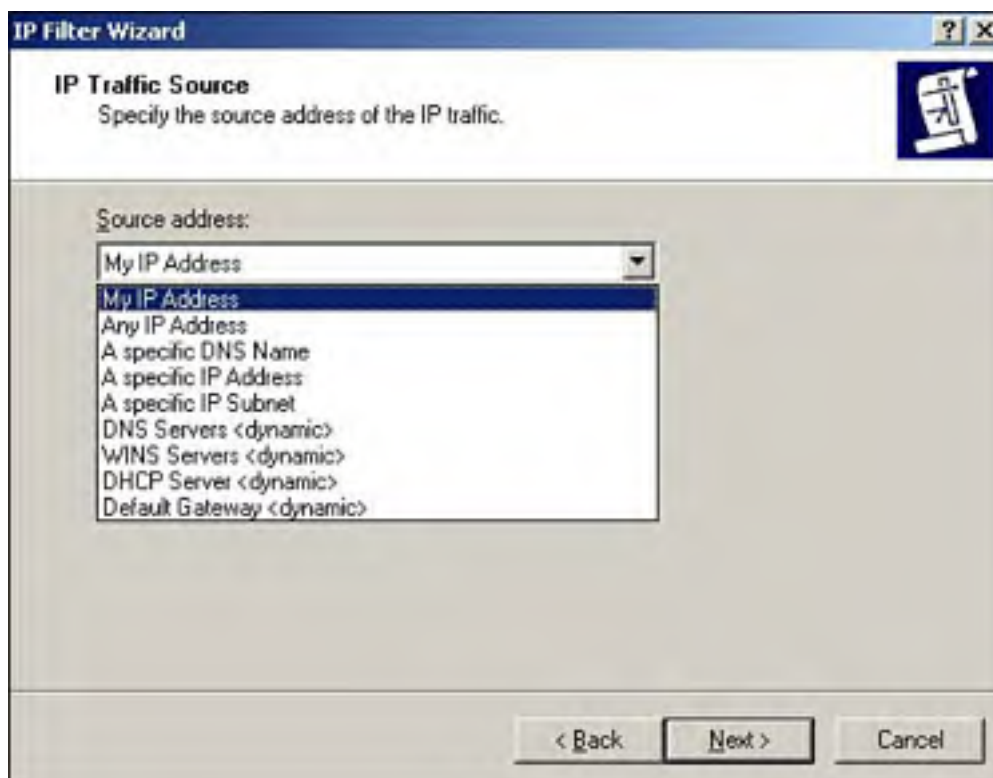 IP Filter Wizard
IP Traffic Source
Specify the source address of the IP traffic.
Source address:
My IP Address
My IP Address
Any IP Address
A specific DNS Name
A specific IP Address
A specific IP Subnet
DNS Servers <dynamic>
WINS Servers <dynamic>
DHCP Server <dynamic>
Default Gateway <dynamic>
< Back
Next >
Cancel